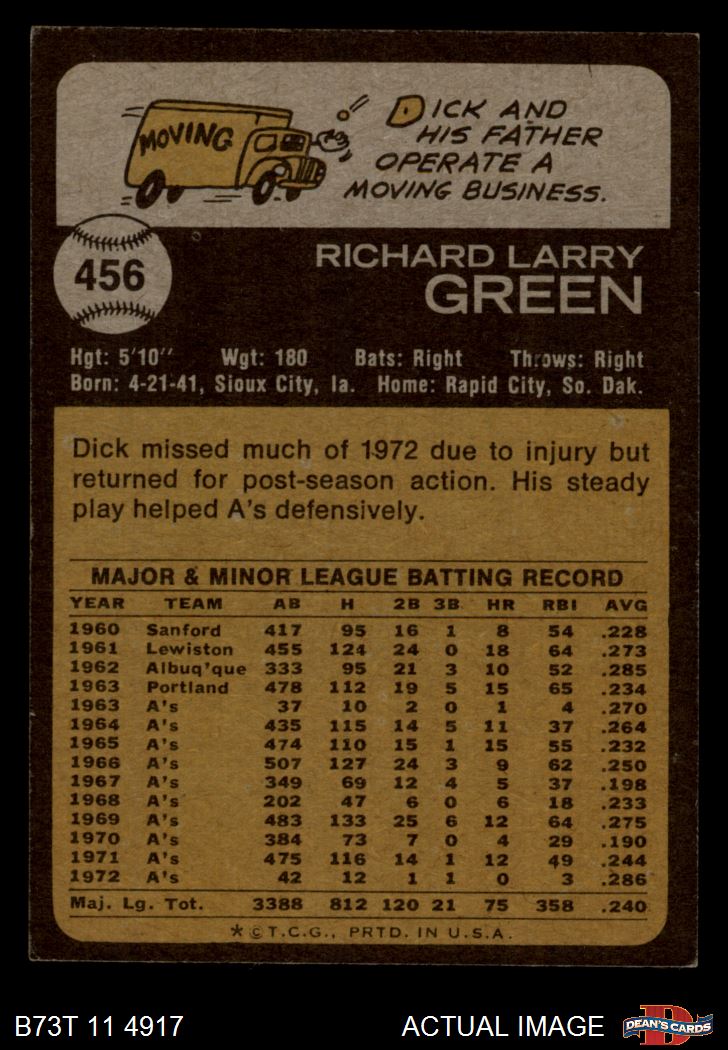 MOVING
DICK AND
HIS FATHER
OPERATE A
MOVING BUSINESS.
456
RICHARD LARRY
GREEN
Hgt: 5'10" Wgt: 180 Bats: Right Throws: Right
Born: 4-21-41, Sioux City, Ia. Home: Rapid City, So. Dak.
Dick missed much of 1972 due to injury but
returned for post-season action. His steady
play helped A's defensively.
MAJOR & MINOR LEAGUE BATTING RECORD
YEAR TEAM AB H 2B 3B HR RBI AVG
1960 Sanford 417 95 16 1 8 54 .228
1961 Lewiston 455 124 24 0 18 64 .273
1962 Albuq'que 333 95 21 3 10 52 .285
1963 Portland 478 112 19 5 15 65 .234
1963 A's 37 10 2 0 1 4 .270
1964 A's 435 115 14 5 11 37 .264
1965 A's 474 110 15 1 15 55 .232
1966 A's 507 127 24 3 9 62 .250
1967 A's 349 69 12 4 5 37 .198
1968 A's 202 47 6 0 6 18 .233
1969 A's 483 133 25 6 12 64 .275
1970 A's 384 73 7 0 4 29 .190
1971 A's 475 116 14 1 12 49 .244
1972 A's 42 12 1 1 0 3 .286
Maj. Lg. Tot. 3388 812 120 21 75 358 .240
* © T.C.G., PRTD. IN U.S.A.
B73T 11 4917 ACTUAL IMAGE D DEAN'S CARDS